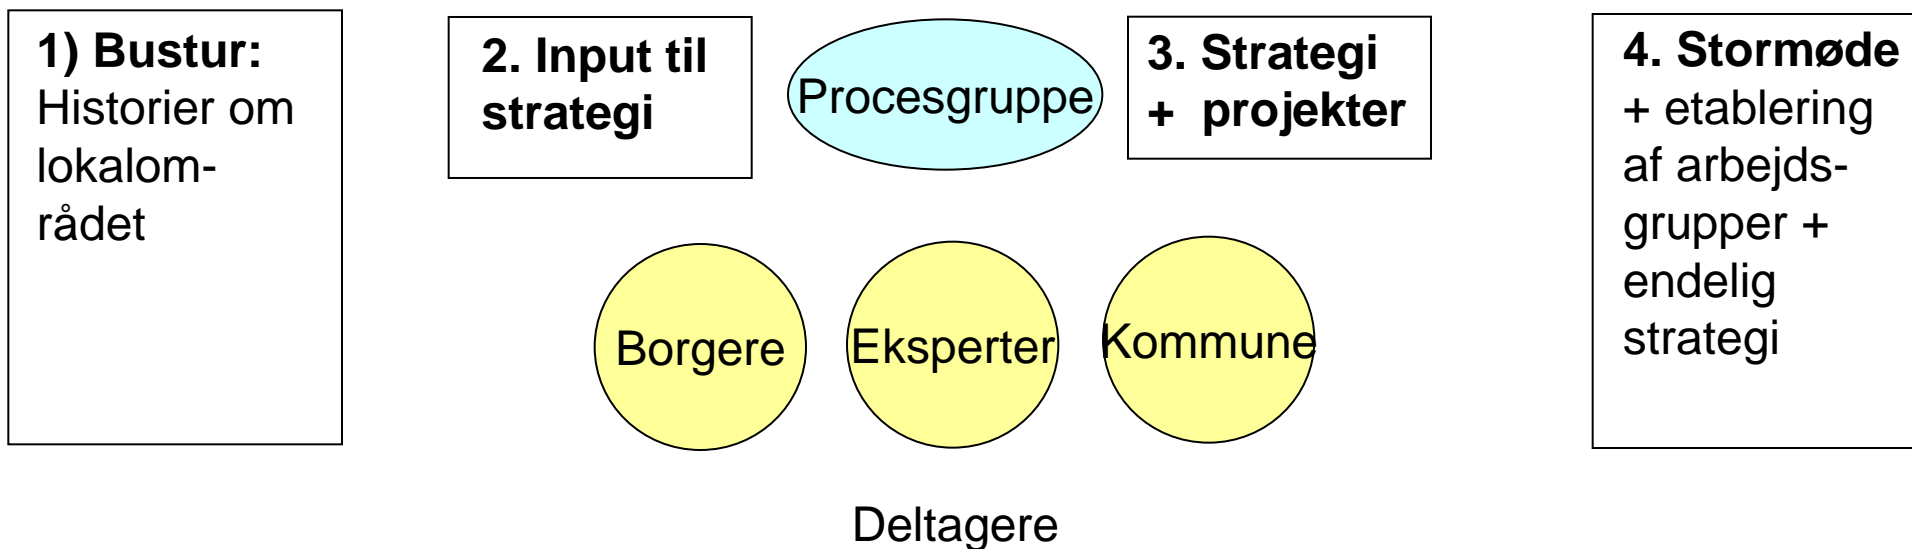 1) Bustur:
Historier om
lokalom-
rådet
2. Input til
strategi
Procesgruppe
3. Strategi
+ projekter
4. Stormøde
+ etablering
af arbejds-
grupper +
endelig
strategi
Borgere
Eksperter
Kommune
Deltagere